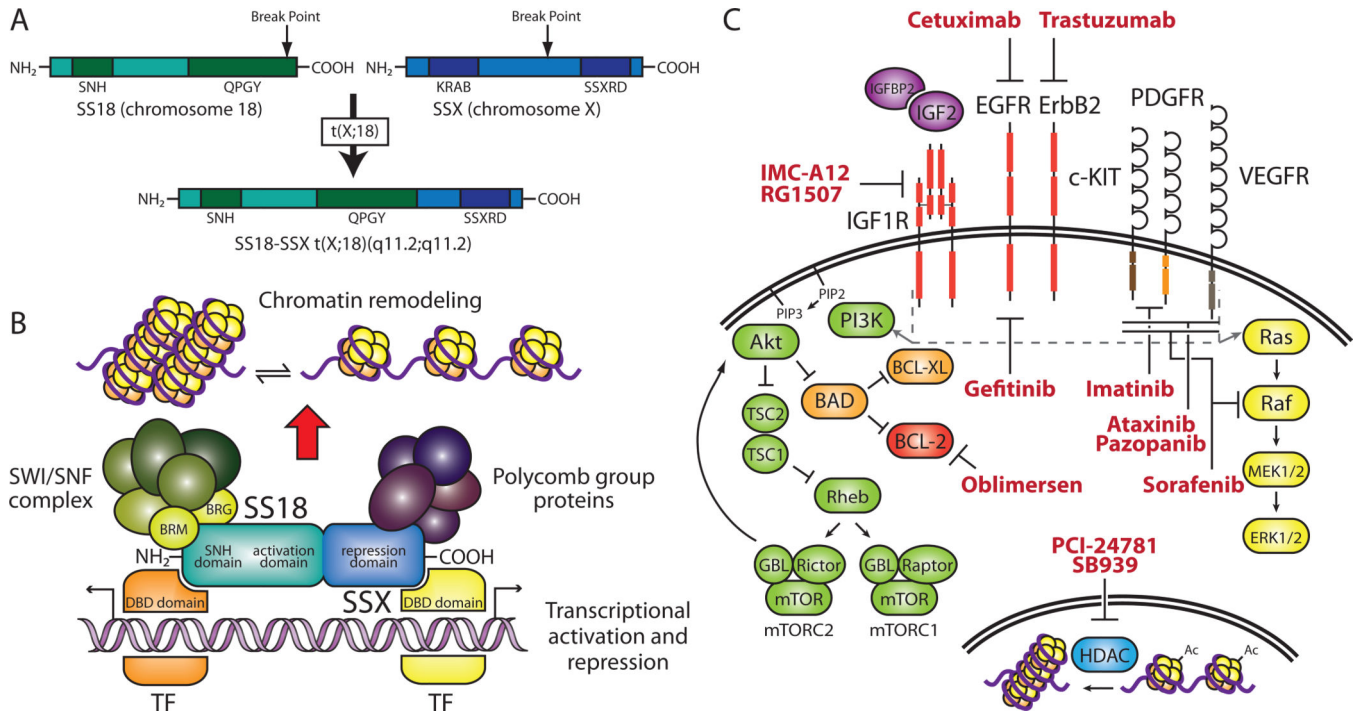 A
Break Point
Break Point
NH2
COOH
NH2
COOH
SNH
QPGY
KRAB
SSXRD
SS18 (chromosome 18)
SSX (chromosome X)
t(X;18)
NH2
COOH
SNH
QPGY
SSXRD
SS18-SSX t(X;18)(q11.2;q11.2)
B
Chromatin remodeling
SWI/SNF
complex
BRG
BRM
SS18
Polycomb group
proteins
NH2
SNH
domain
activation
domain
repression
domain
COOH
SSX
DBD domain
DBD domain
Transcriptional
activation and
repression
TF
TF
C
Cetuximab
Trastuzumab
IGFBP2
IGF2
EGFR
ErbB2
PDGFR
IMC-A12
RG1507
c-KIT
VEGFR
IGF1R
PIP2
PIP3
PI3K
Akt
Ras
BCL-XL
Gefitinib
Imatinib
BAD
Raf
TSC2
Ataxinib
Pazopanib
BCL-2
TSC1
MEK1/2
Oblimersen
Sorafenib
Rheb
ERK1/2
GBL
Rictor
GBL
Raptor
mTOR
mTOR
mTORC2
mTORC1
PCI-24781
SB939
HDAC
Ac
Ac